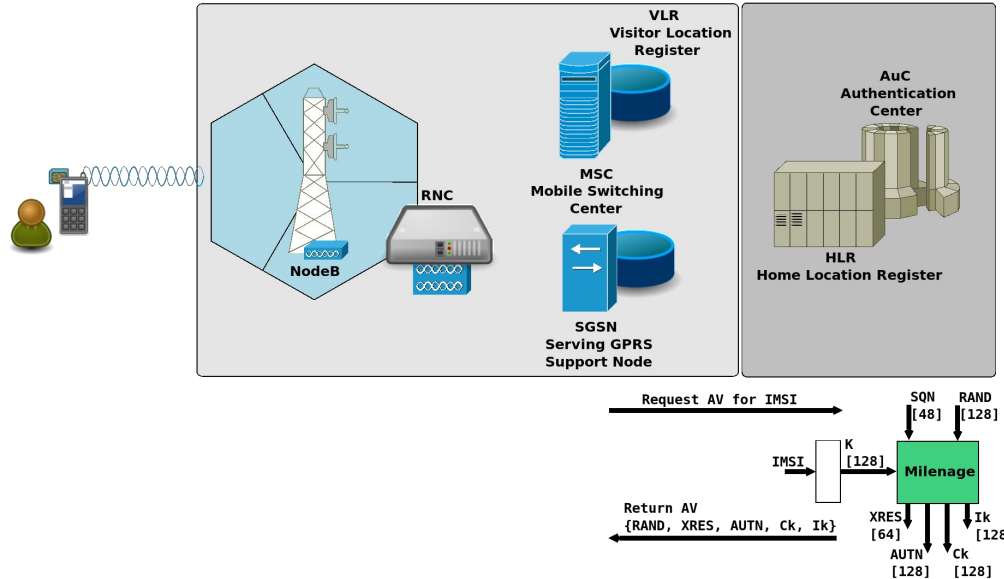 VLR
Visitor Location
Register
AuC
Authentication
Center
MSC
Mobile Switching
Center
RNC
NodeB
HLR
Home Location Register
SGSN
Serving GPRS
Support Node
Request AV for IMSI
SQN
[48]
RAND
[128]
IMSI
K
[128]
Milenage
Return AV
{RAND, XRES, AUTN, Ck, Ik}
XRES
[64]
Ik
[128
AUTN
[128]
Ck
[128]